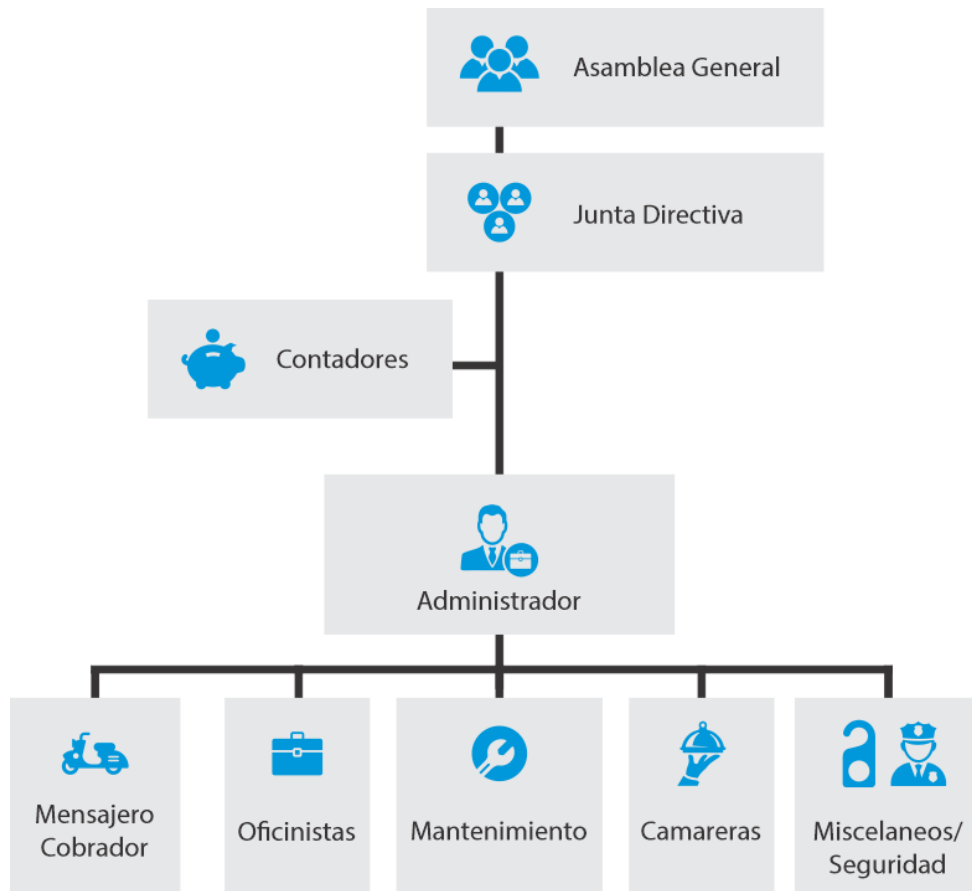 Asamblea General
Junta Directiva
Contadores
Administrador
Mensajero
Cobrador
Oficinistas
Mantenimiento
Camareras
Miscelaneos/
Seguridad